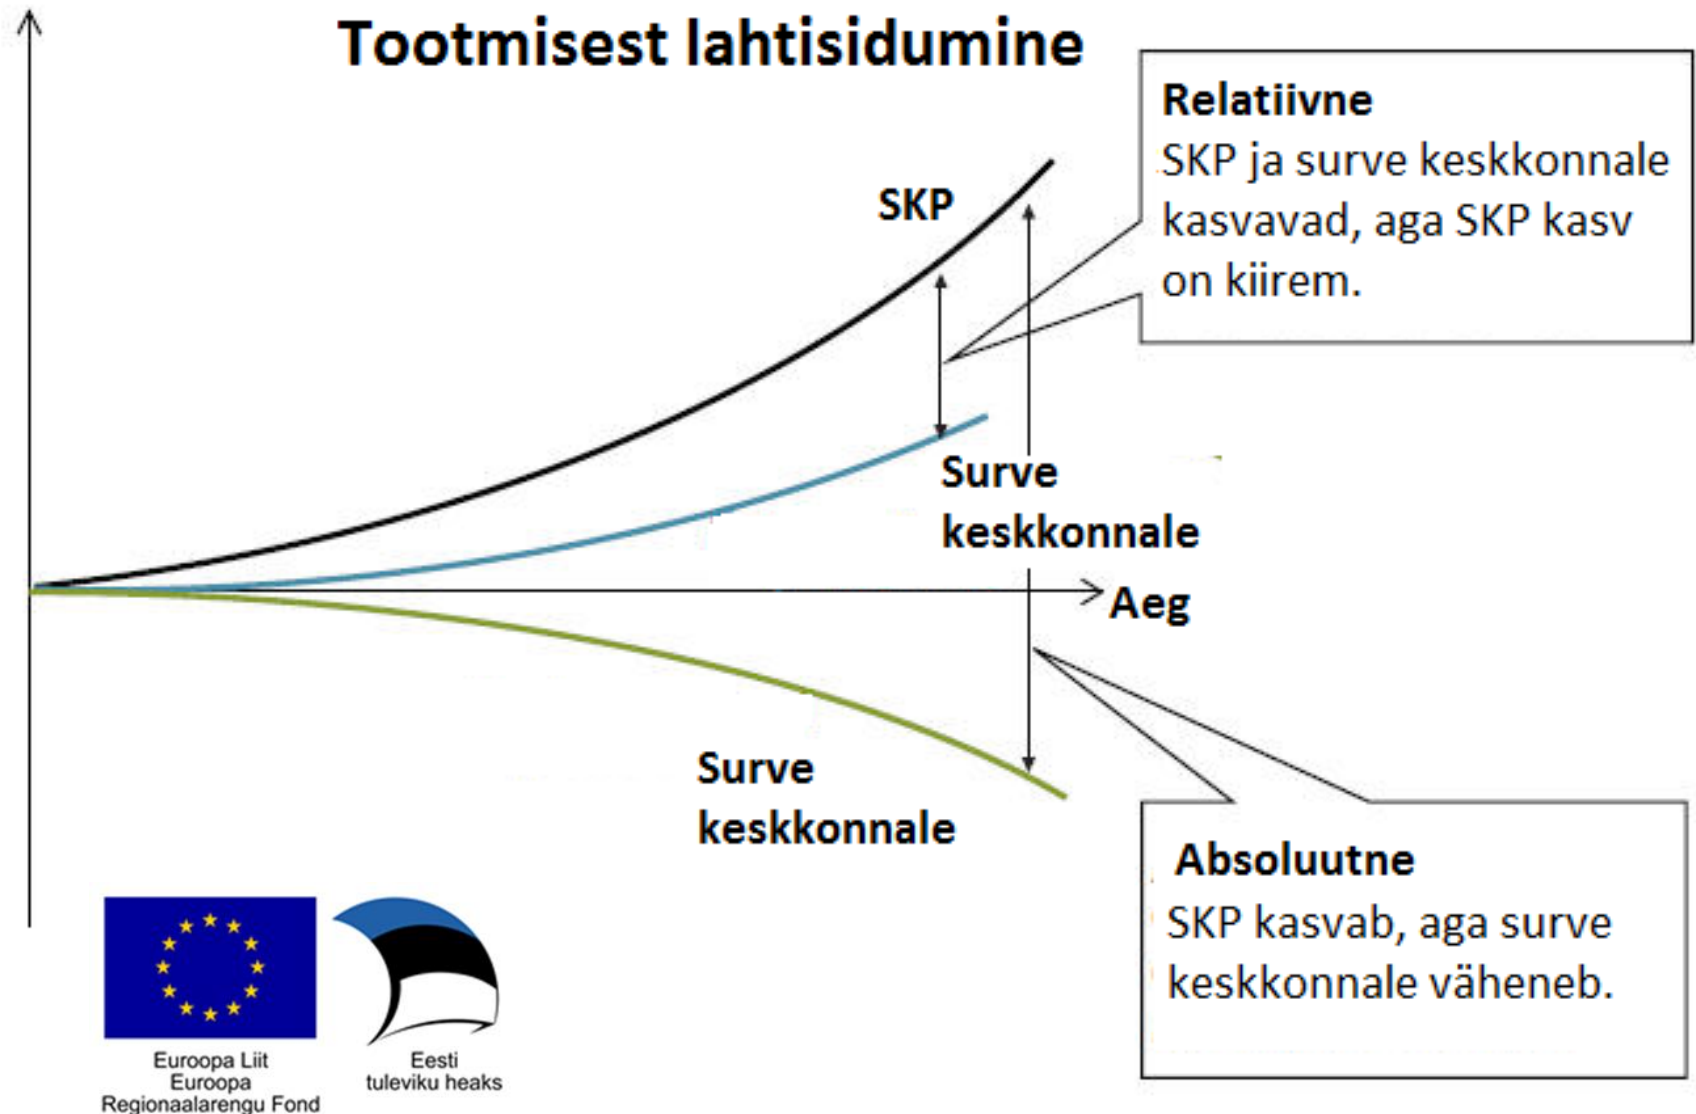 Tootmisest lahtisidumine
Relatiivne
SKP ja surve keskkonnale
kasvavad, aga SKP kasv
on kiirem.
SKP
Surve
keskkonnale
Aeg
Surve
keskkonnale
Absoluutne
SKP kasvab, aga surve
keskkonnale väheneb.
Euroopa Liit
Euroopa
Regionaalarengu Fond
Eesti
tuleviku heaks